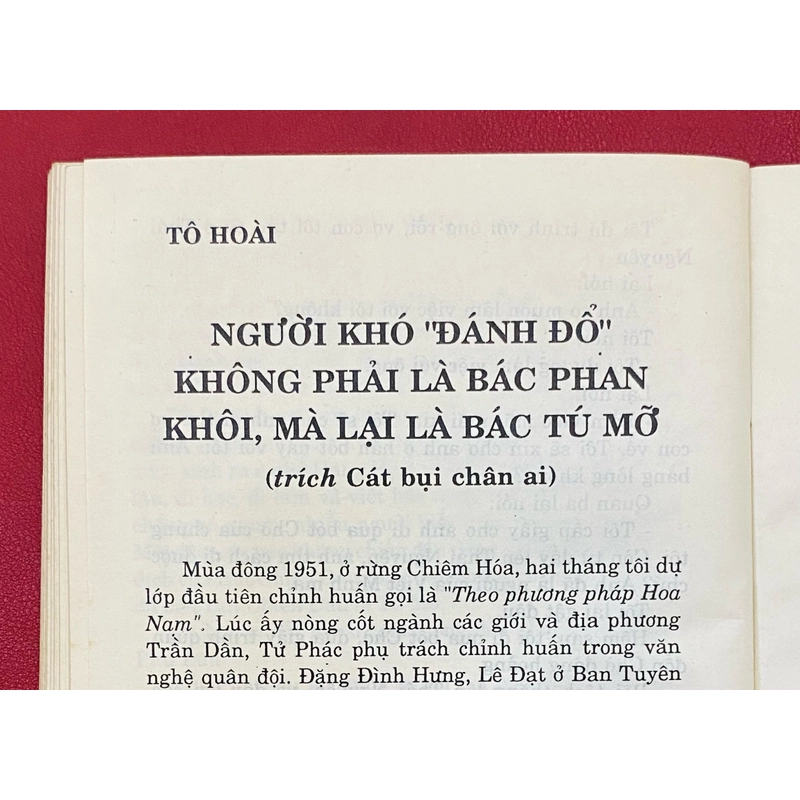 TÔ HOÀI
NGƯỜI KHÓ "ĐÁNH ĐỔ"
KHÔNG PHẢI LÀ BÁC PHAN
KHÔI, MÀ LẠI LÀ BÁC TÚ MỠ
(trích Cát bụi chân ai)
Mùa đông 1951, ở rừng Chiêm Hóa, hai tháng tôi dự
lớp đầu tiên chỉnh huấn gọi là "Theo phương pháp Hoa
Nam". Lúc ấy nòng cốt ngành các giới và địa phương
Trần Dần, Tử Phác phụ trách chỉnh huấn trong văn
nghệ quân đội. Đặng Đình Hưng, Lê Đạt ở Ban Tuyên